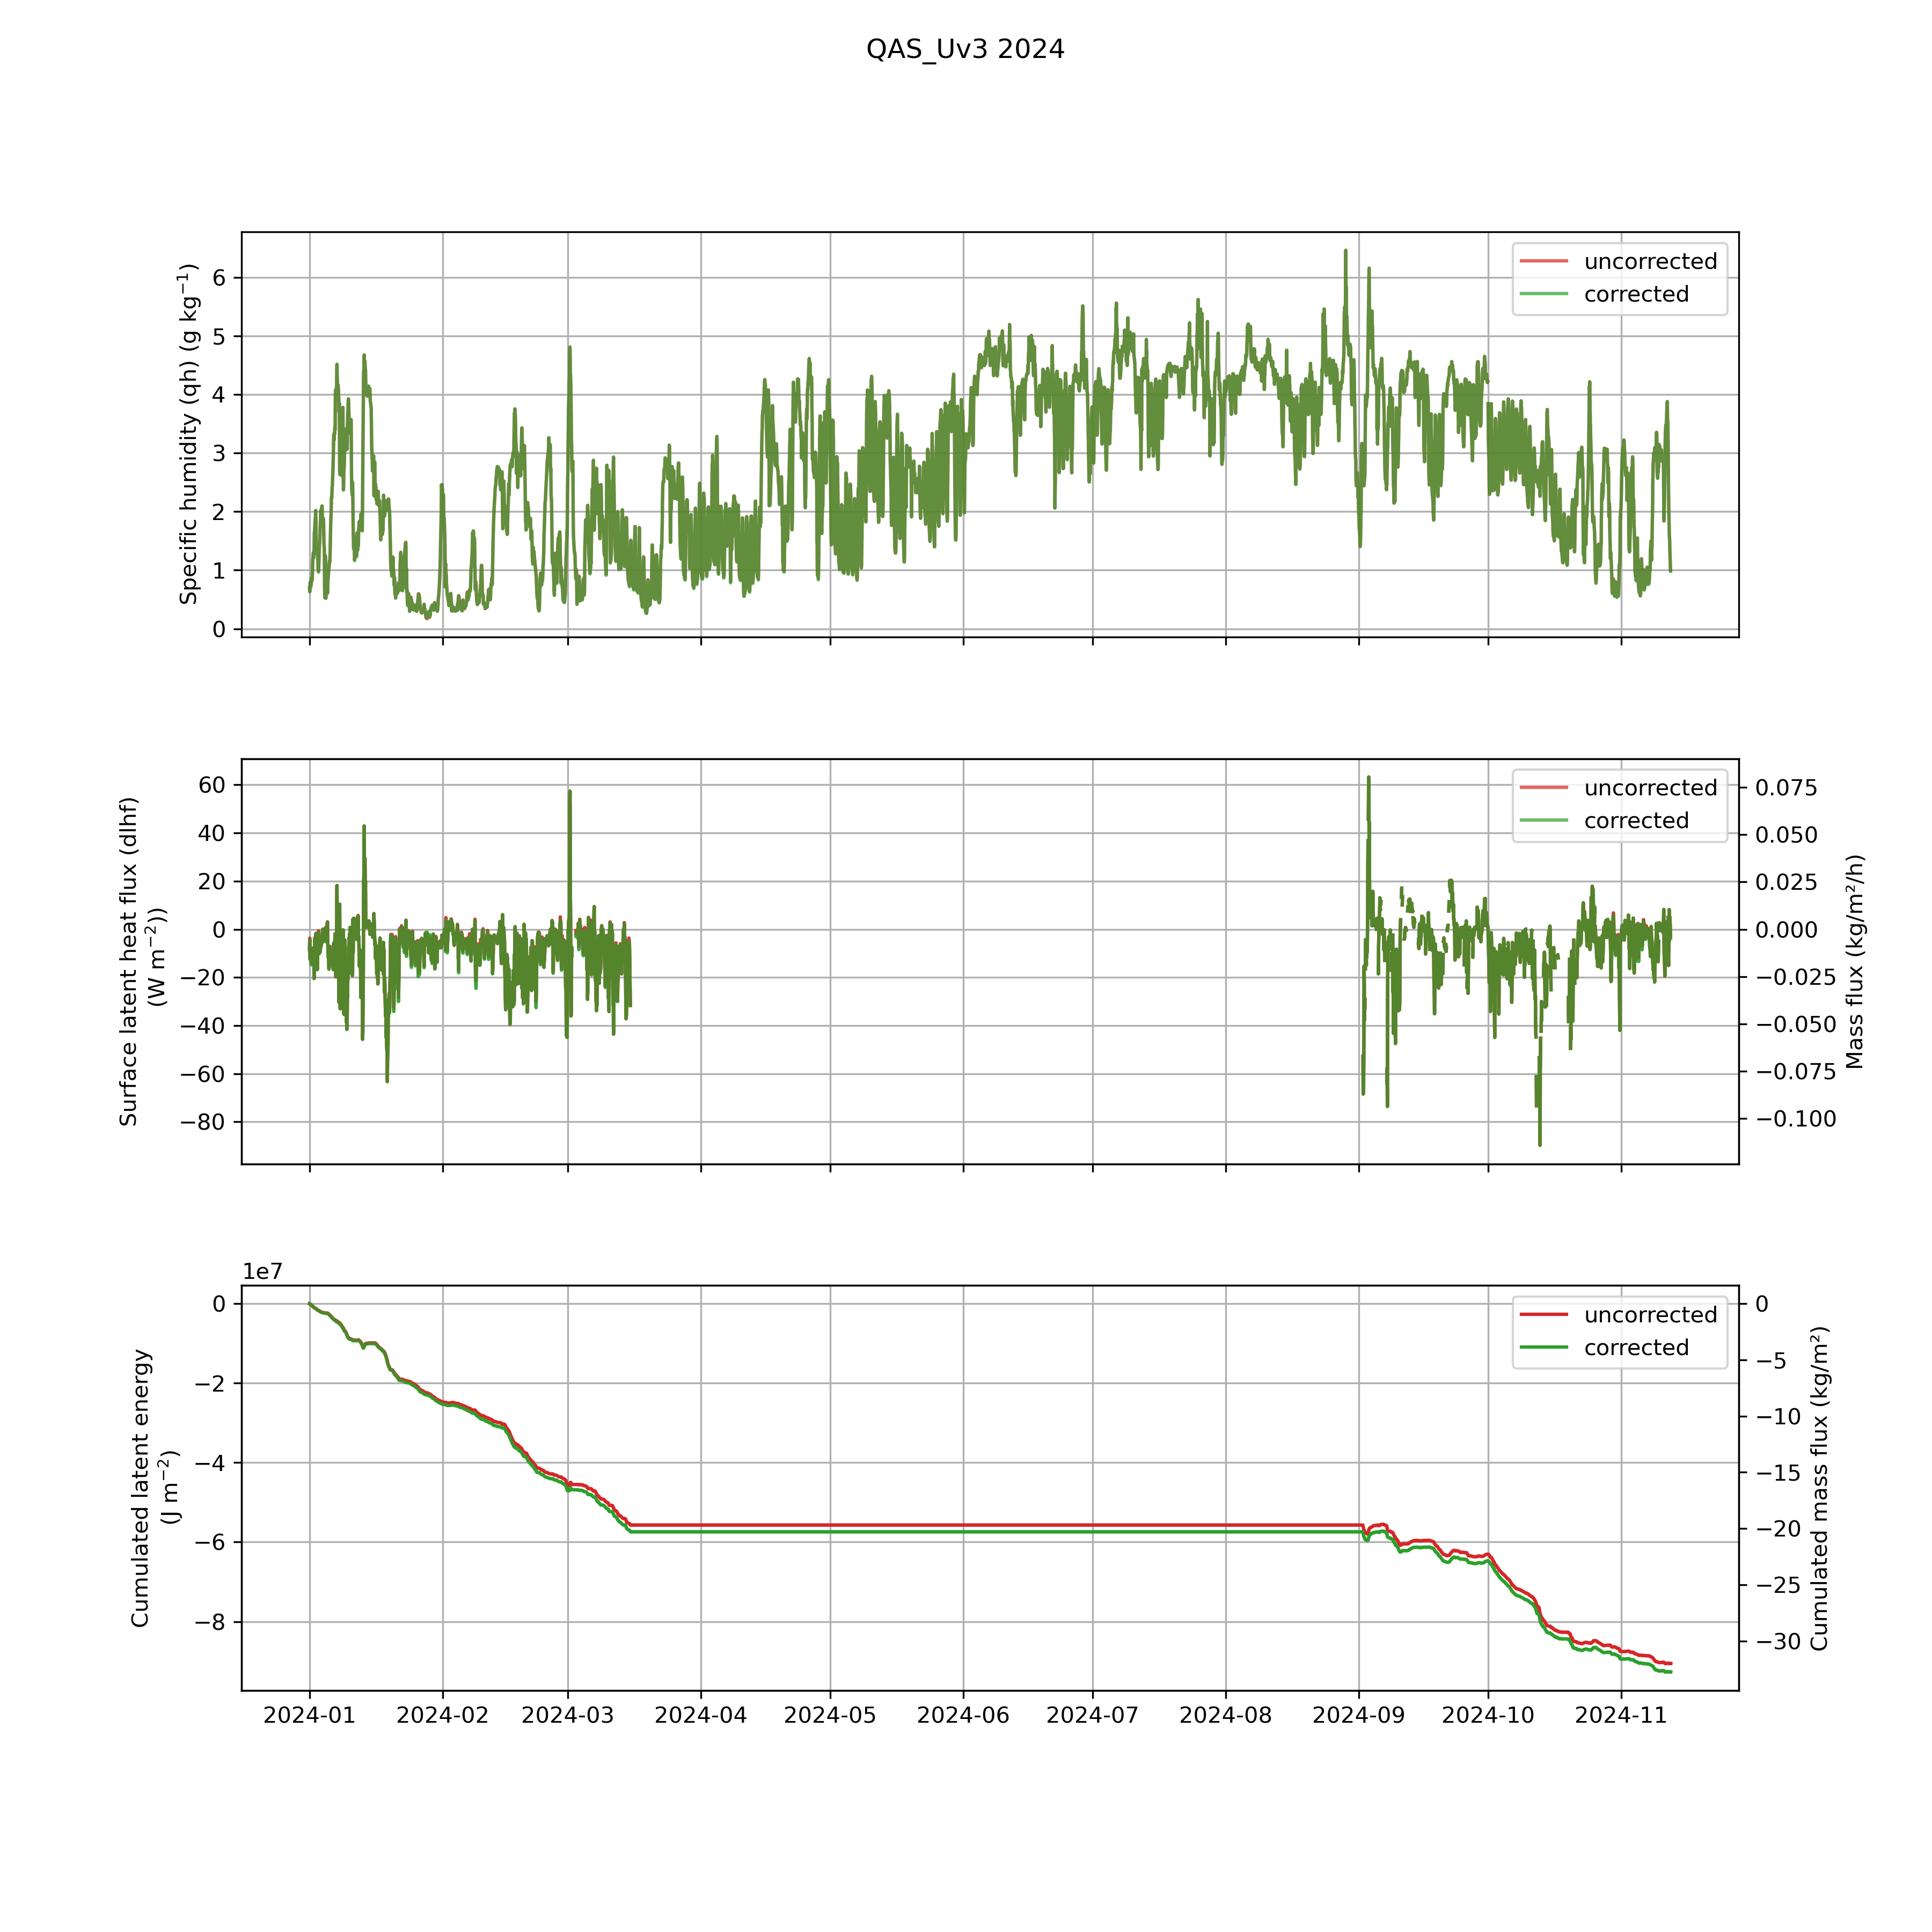 QAS_Uv3 2024
Specific humidity (qh) (g kg⁻¹)
6
5
4
3
2
1
0
uncorrected
corrected
Surface latent heat flux (dlhf)
(W m⁻²))
60
40
20
0
−20
−40
−60
−80
uncorrected
corrected
0.075
0.050
0.025
0.000
−0.025
−0.050
−0.075
−0.100
Mass flux (kg/m²/h)
1e7
Cumulated latent energy
(J m⁻²)
0
−2
−4
−6
−8
uncorrected
corrected
0
−5
−10
−15
−20
−25
−30
Cumulated mass flux (kg/m²)
2024-01 2024-02 2024-03 2024-04 2024-05 2024-06 2024-07 2024-08 2024-09 2024-10 2024-11